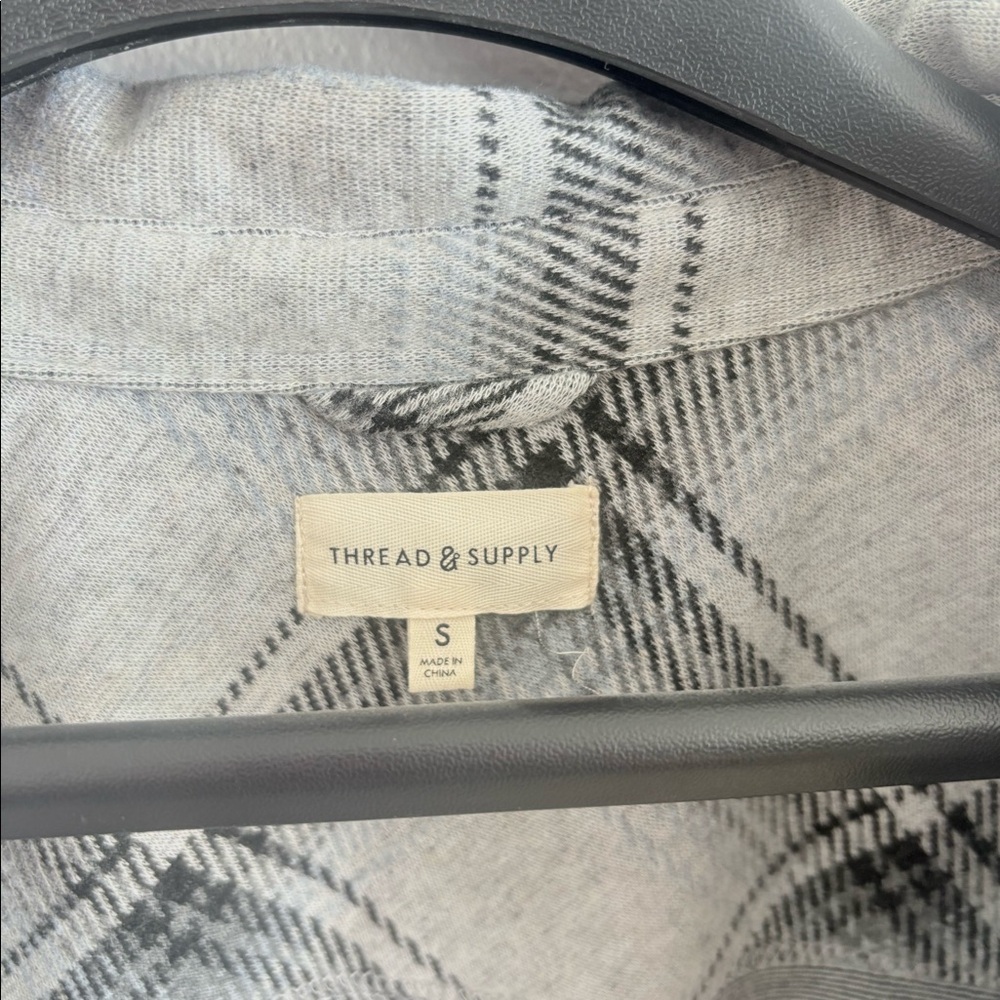 THREAD & SUPPLY
S
MADE IN
CHINA